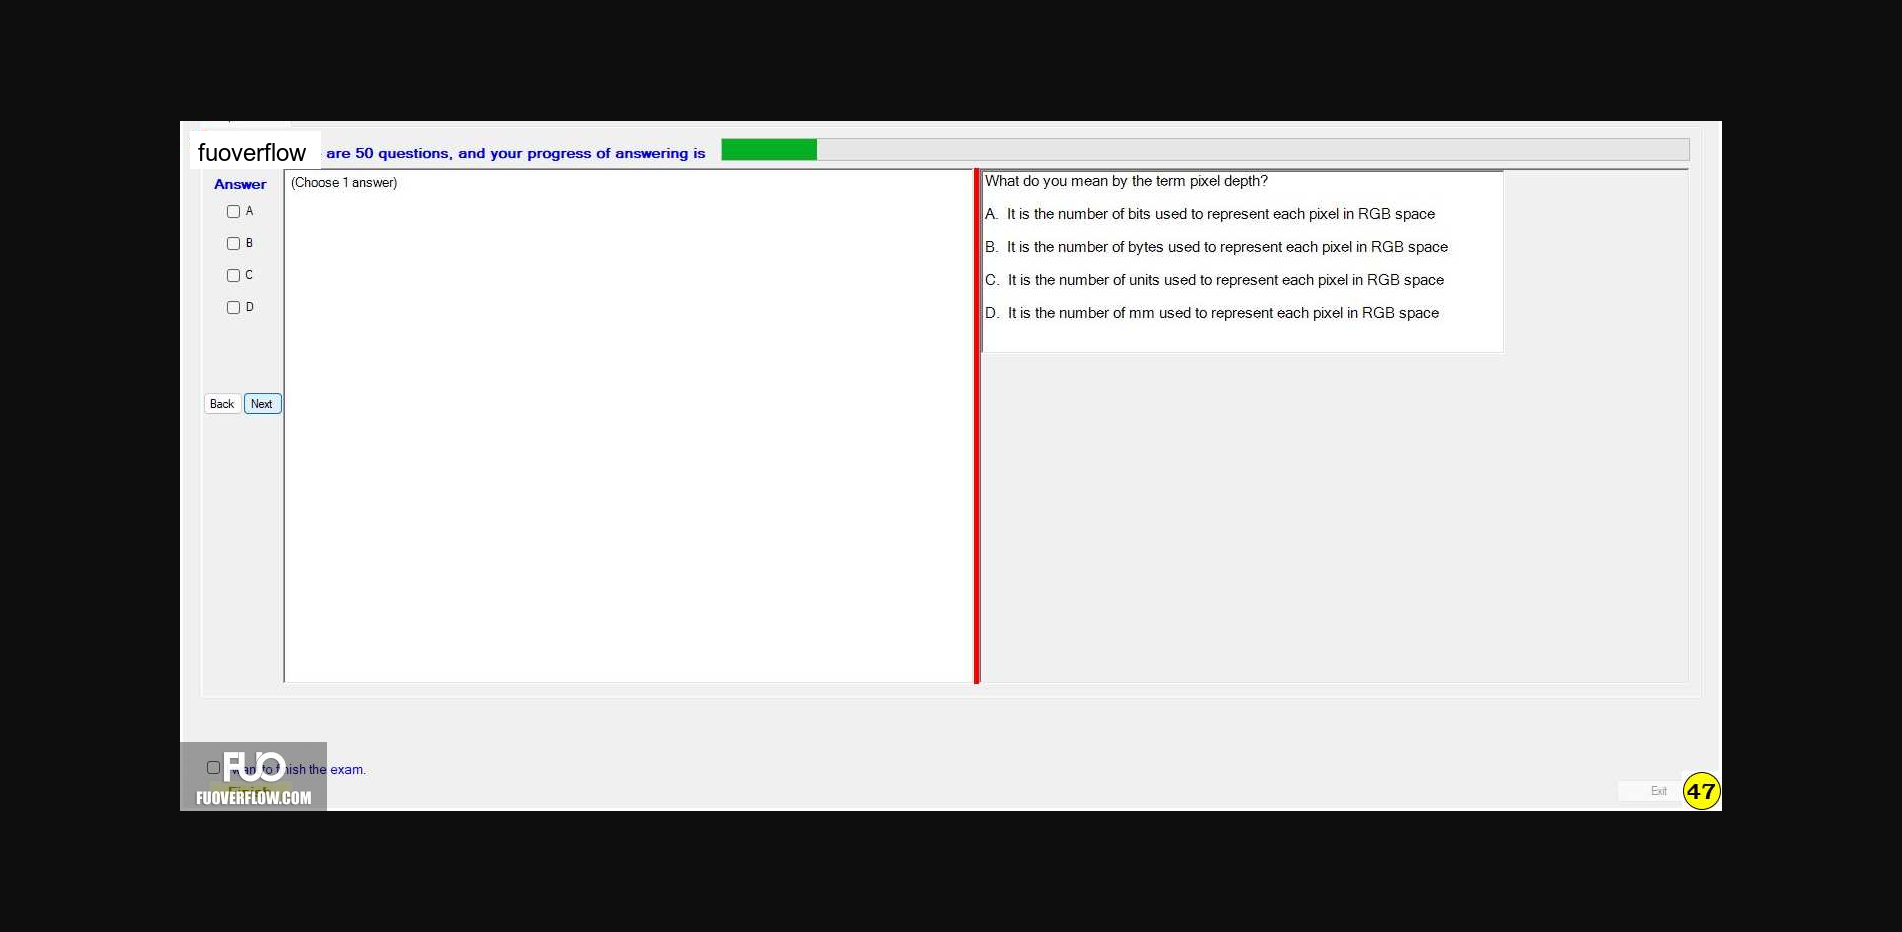 fuoverflow are 50 questions, and your progress of answering is
Answer
A
B
C
D
Back Next
(Choose 1 answer)
What do you mean by the term pixel depth?
A. It is the number of bits used to represent each pixel in RGB space
B. It is the number of bytes used to represent each pixel in RGB space
C. It is the number of units used to represent each pixel in RGB space
D. It is the number of mm used to represent each pixel in RGB space
FUO
want to finish the exam.
Finish
FUOVERFLOW.COM
Exit
47